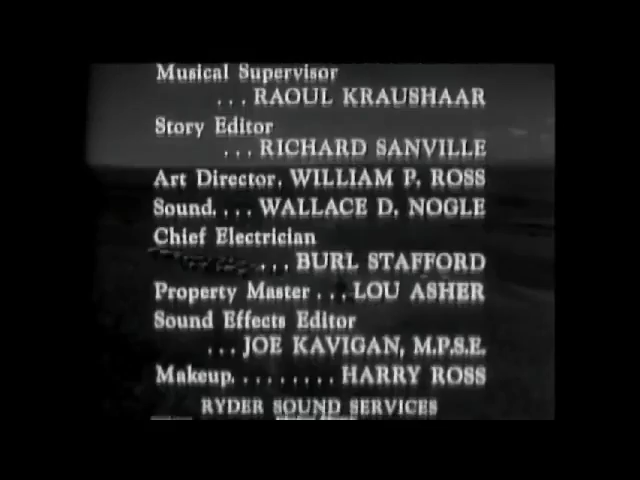 Musical Supervisor
... RAOUL KRAUSHAAR
Story Editor
... RICHARD SANVILLE
Art Director. WILLIAM P. ROSS
Sound.... WALLACE D. NOGLE
Chief Electrician
... BURL STAFFORD
Property Master ... LOU ASHER
Sound Effects Editor
... JOE KAVIGAN, M.P.S.E.
Makeup......... HARRY ROSS
RYDER SOUND SERVICES